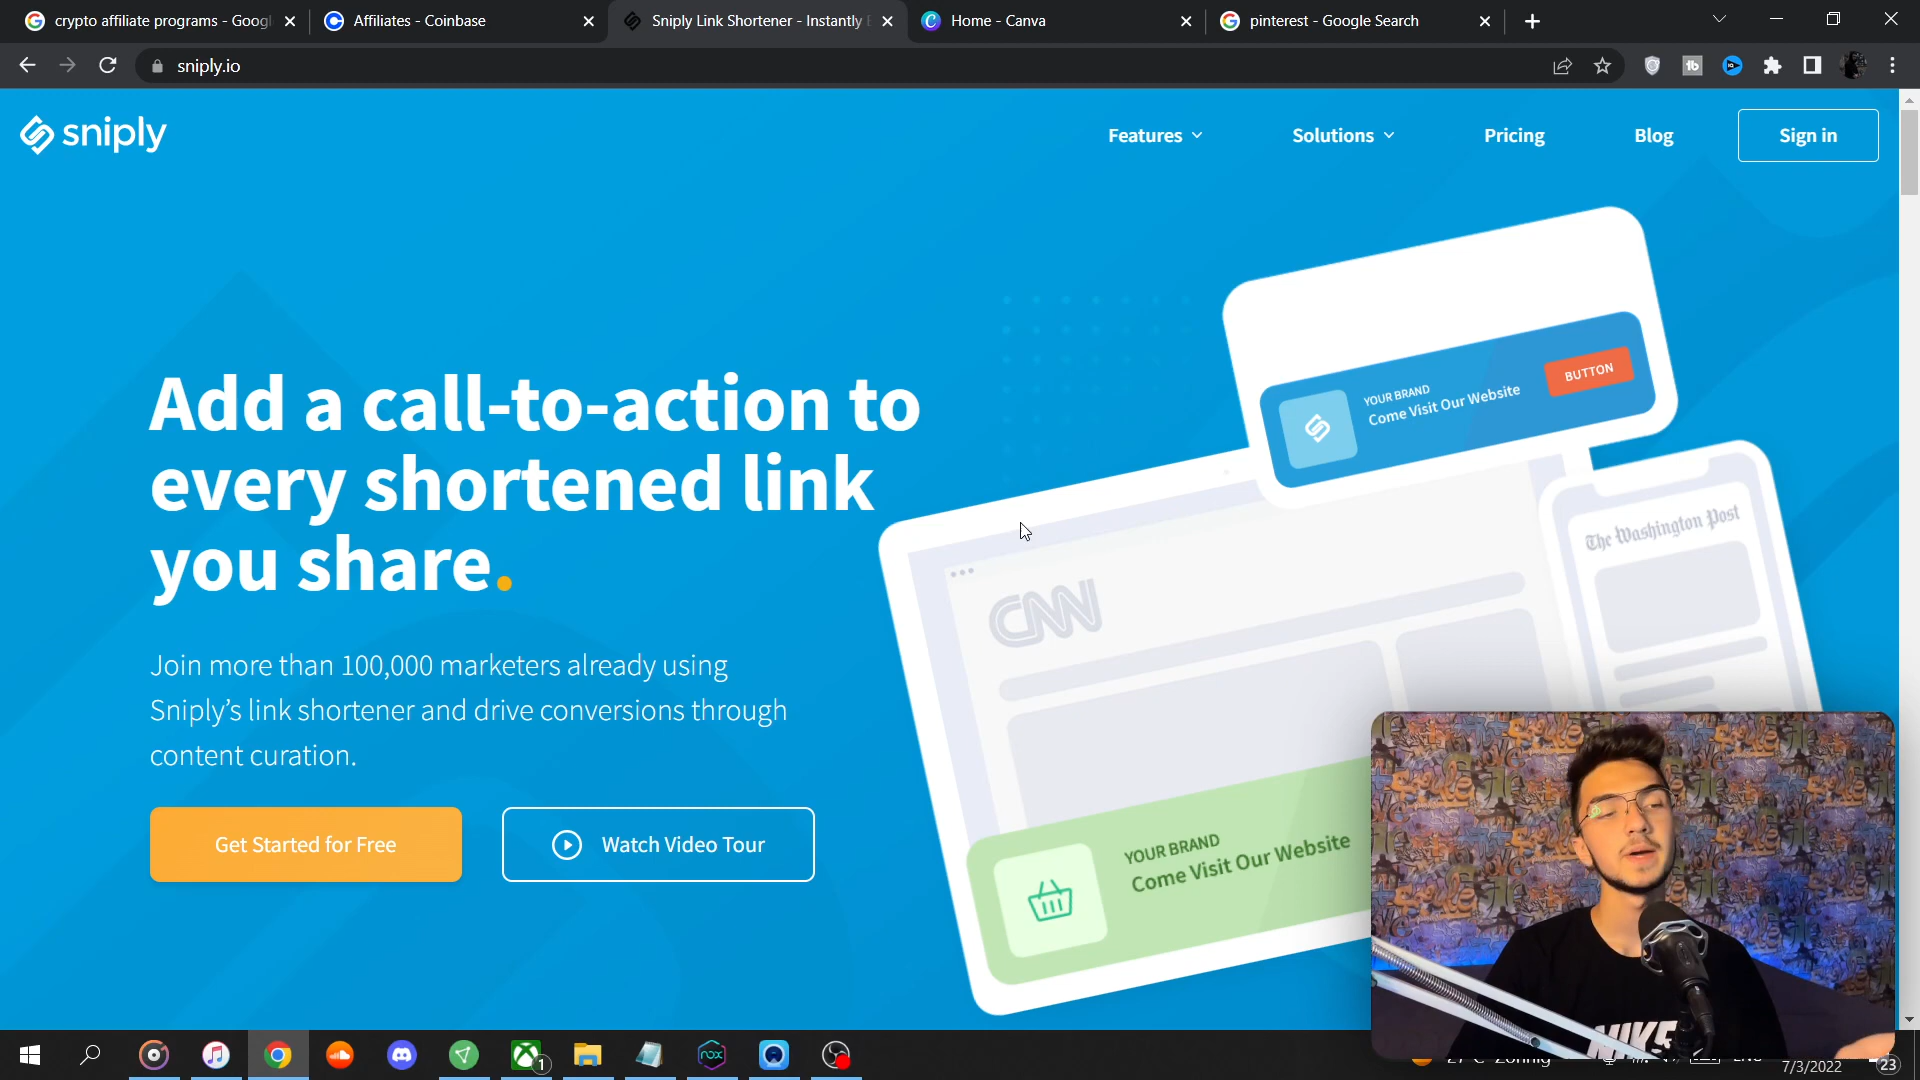 crypto affiliate programs - Googl
Affiliates - Coinbase
Sniply Link Shortener - Instantly E
Home - Canva
pinterest - Google Search
sniply.io
sniply
Features
Solutions
Pricing
Blog
Sign in
Add a call-to-action to
every shortened link
you share.
Join more than 100,000 marketers already using
Sniply's link shortener and drive conversions through
content curation.
Get Started for Free
Watch Video Tour
YOUR BRAND
Come Visit Our Website
BUTTON
The Washington Post
CNN
YOUR BRAND
Come Visit Our Website
NIKE
nox
1
7/3/2022
23